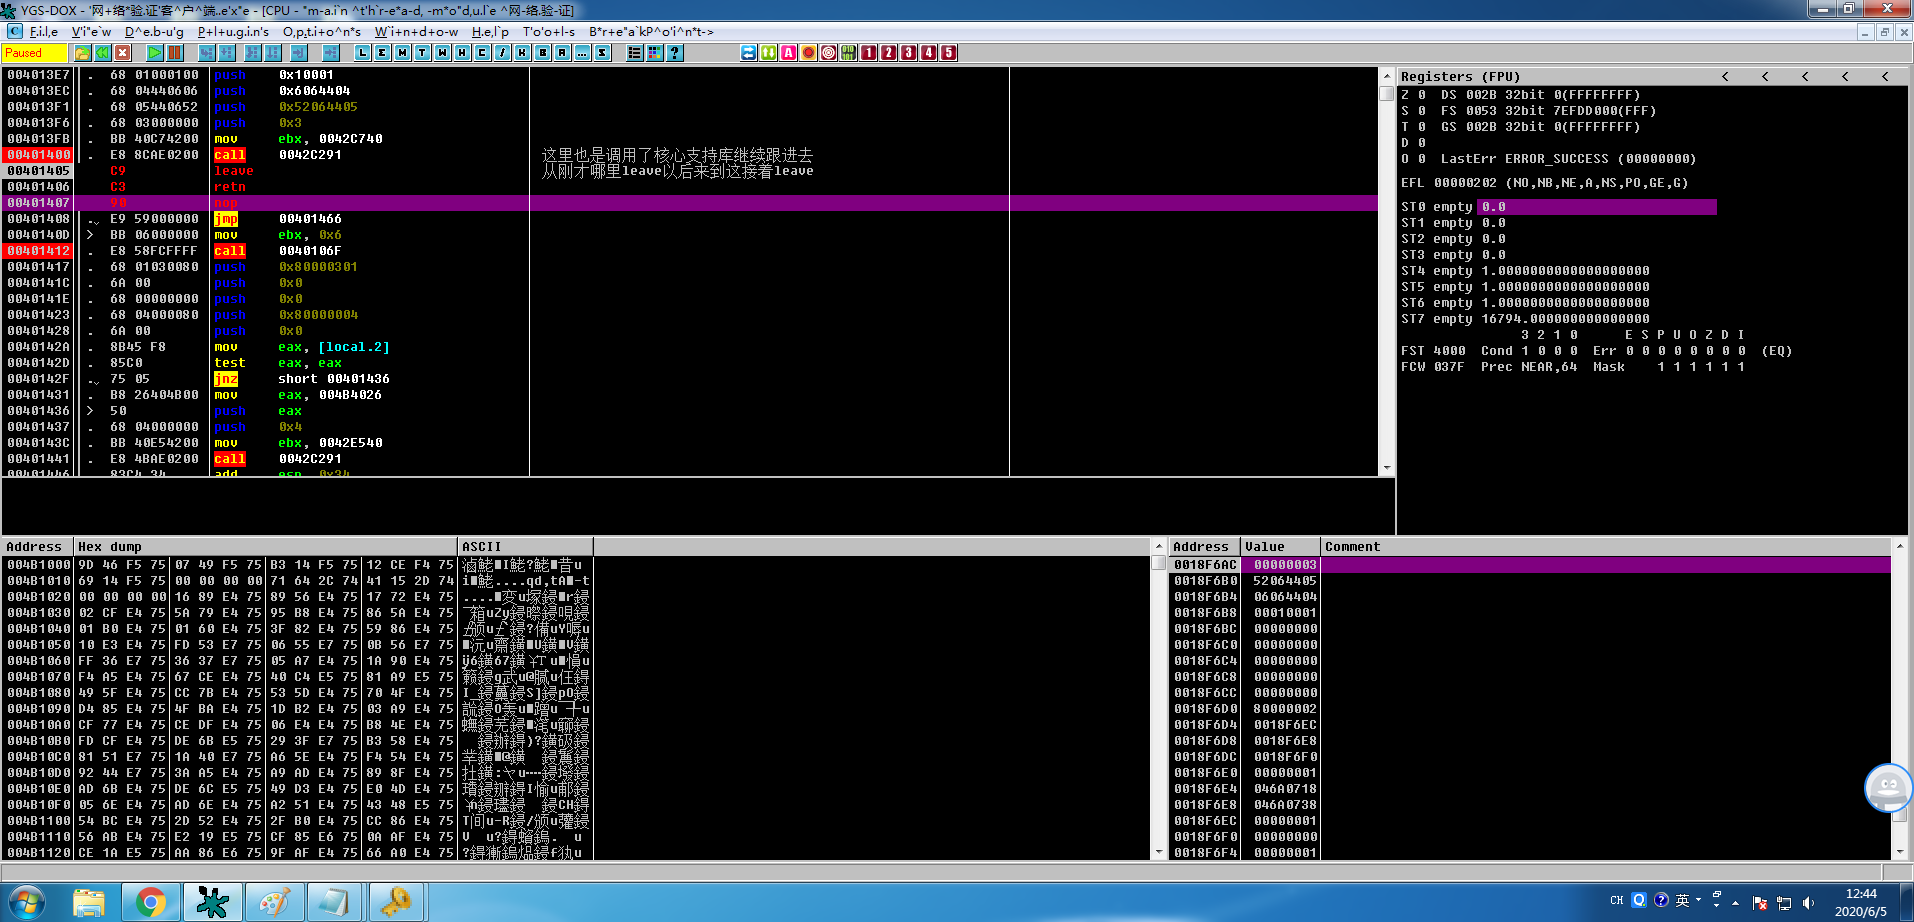 YGS-DOX - '网+络*验.证'客^户^端..e'x"e - [CPU - "m-a.i`n ^t'h`r-e*a-d, -m*o"d,u.l`e ^网-络.验-证]
F.i.l,e V'i"e`w D^e.b-u'g P+l+u.g.i.n's O,p.t.i+o^n*s W`i+n+d+o-w H.e,l`p T'o'o+l-s B*r+e"a`kP^o'i^n*t->
Paused L E M T W H C / K B R ... S ? 1 2 3 4 5
004013E7 . 68 01000100 push 0x10001
004013EC . 68 04440606 push 0x6064404
004013F1 . 68 05440652 push 0x52064405
004013F6 . 68 03000000 push 0x3
004013FB . BB 40C74200 mov ebx, 0042C740
00401400 . E8 8CAE0200 call 0042C291 这里也是调用了核心支持库继续跟进去
00401405 C9 leave 从刚才哪里leave以后来到这接着leave
00401406 C3 retn
00401407 90 nop
00401408 . E9 59000000 jmp 00401466
0040140D > BB 06000000 mov ebx, 0x6
00401412 . E8 58FCFFFF call 0040106F
00401417 . 68 01030080 push 0x80000301
0040141C . 6A 00 push 0x0
0040141E . 68 00000000 push 0x0
00401423 . 68 04000080 push 0x80000004
00401428 . 6A 00 push 0x0
0040142A . 8B45 F8 mov eax, [local.2]
0040142D . 85C0 test eax, eax
0040142F . 75 05 jnz short 00401436
00401431 . B8 26404B00 mov eax, 004B4026
00401436 > 50 push eax
00401437 . 68 04000000 push 0x4
0040143C . BB 40E54200 mov ebx, 0042E540
00401441 . E8 4BAE0200 call 0042C291
00401446 . 83C4 34 add esp, 0x34
Registers (FPU) < < < < <
Z 0 DS 002B 32bit 0(FFFFFFFF)
S 0 FS 0053 32bit 7EFDD000(FFF)
T 0 GS 002B 32bit 0(FFFFFFFF)
D 0
O 0 LastErr ERROR_SUCCESS (00000000)
EFL 00000202 (NO,NB,NE,A,NS,PO,GE,G)
ST0 empty 0.0
ST1 empty 0.0
ST2 empty 0.0
ST3 empty 0.0
ST4 empty 1.0000000000000000000
ST5 empty 1.0000000000000000000
ST6 empty 1.0000000000000000000
ST7 empty 16794.000000000000000
3 2 1 0 E S P U O Z D I
FST 4000 Cond 1 0 0 0 Err 0 0 0 0 0 0 0 0 (EQ)
FCW 037F Prec NEAR,64 Mask 1 1 1 1 1 1
Address Hex dump ASCII
004B1000 9D 46 F5 75 07 49 F5 75 B3 14 F5 75 12 CE F4 75
004B1010 69 14 F5 75 00 00 00 00 71 64 2C 74 41 15 2D 74
004B1020 00 00 00 00 16 89 E4 75 89 56 E4 75 17 72 E4 75
004B1030 02 CF E4 75 5A 79 E4 75 95 B8 E4 75 86 5A E4 75
004B1040 01 B0 E4 75 01 60 E4 75 3F 82 E4 75 59 86 E4 75
004B1050 10 E3 E4 75 FD 53 E7 75 06 55 E7 75 0B 56 E7 75
004B1060 FF 36 E7 75 36 37 E7 75 05 A7 E4 75 1A 90 E4 75
004B1070 F4 A5 E4 75 67 CE E4 75 40 C4 E5 75 81 A9 E5 75
004B1080 49 5F E4 75 CC 7B E4 75 53 5D E4 75 70 4F E4 75
004B1090 D4 85 E4 75 4F BA E4 75 1D B2 E4 75 03 A9 E4 75
004B10A0 CF 77 E4 75 CE DF E4 75 06 E4 E4 75 B8 4E E4 75
004B10B0 FD CF E4 75 DE 6B E5 75 29 3F E7 75 B3 58 E4 75
004B10C0 81 51 E7 75 1A 40 E7 75 A6 5E E4 75 F4 54 E4 75
004B10D0 92 44 E7 75 3A A5 E4 75 A9 AD E4 75 89 8F E4 75
004B10E0 AD 6B E4 75 DE 6C E5 75 49 D3 E4 75 E0 4D E4 75
004B10F0 05 6E E4 75 AD 6E E4 75 A2 51 E4 75 43 48 E5 75
004B1100 54 BC E4 75 2D 52 E4 75 2F B0 E4 75 CC 86 E4 75
004B1110 56 AB E4 75 E2 19 E5 75 CF 85 E6 75 0A AF E4 75
004B1120 CE 1A E5 75 AA 86 E6 75 9F AF E4 75 66 A0 E4 75
Address Value Comment
0018F6AC 00000003
0018F6B0 52064405
0018F6B4 06064404
0018F6B8 00010001
0018F6BC 00000000
0018F6C0 00000000
0018F6C4 00000000
0018F6C8 00000000
0018F6CC 00000000
0018F6D0 80000002
0018F6D4 0018F6EC
0018F6D8 0018F6E8
0018F6DC 0018F6F0
0018F6E0 00000001
0018F6E4 046A0718
0018F6E8 046A0738
0018F6EC 00000001
0018F6F0 00000000
0018F6F4 00000001
CH 英 12:44
2020/6/5